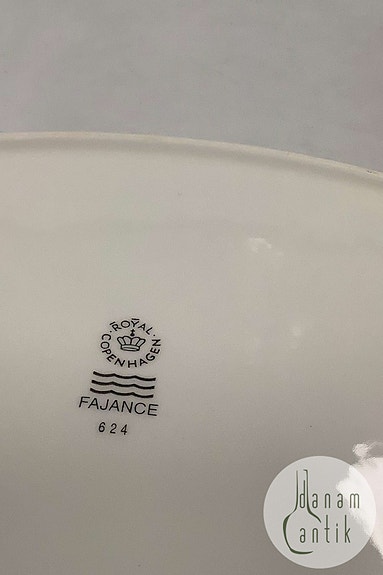 ROYAL
COPENHAGEN
FAJANCE
624
danam
antik